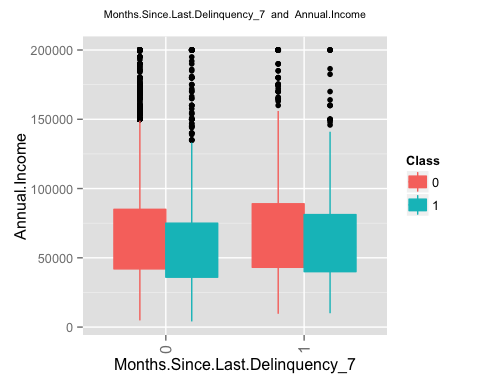 Months.Since.Last.Delinquency_7 and Annual.Income
200000
150000
100000
50000
0
Annual.Income
0
1
Months.Since.Last.Delinquency_7
Class
0
1